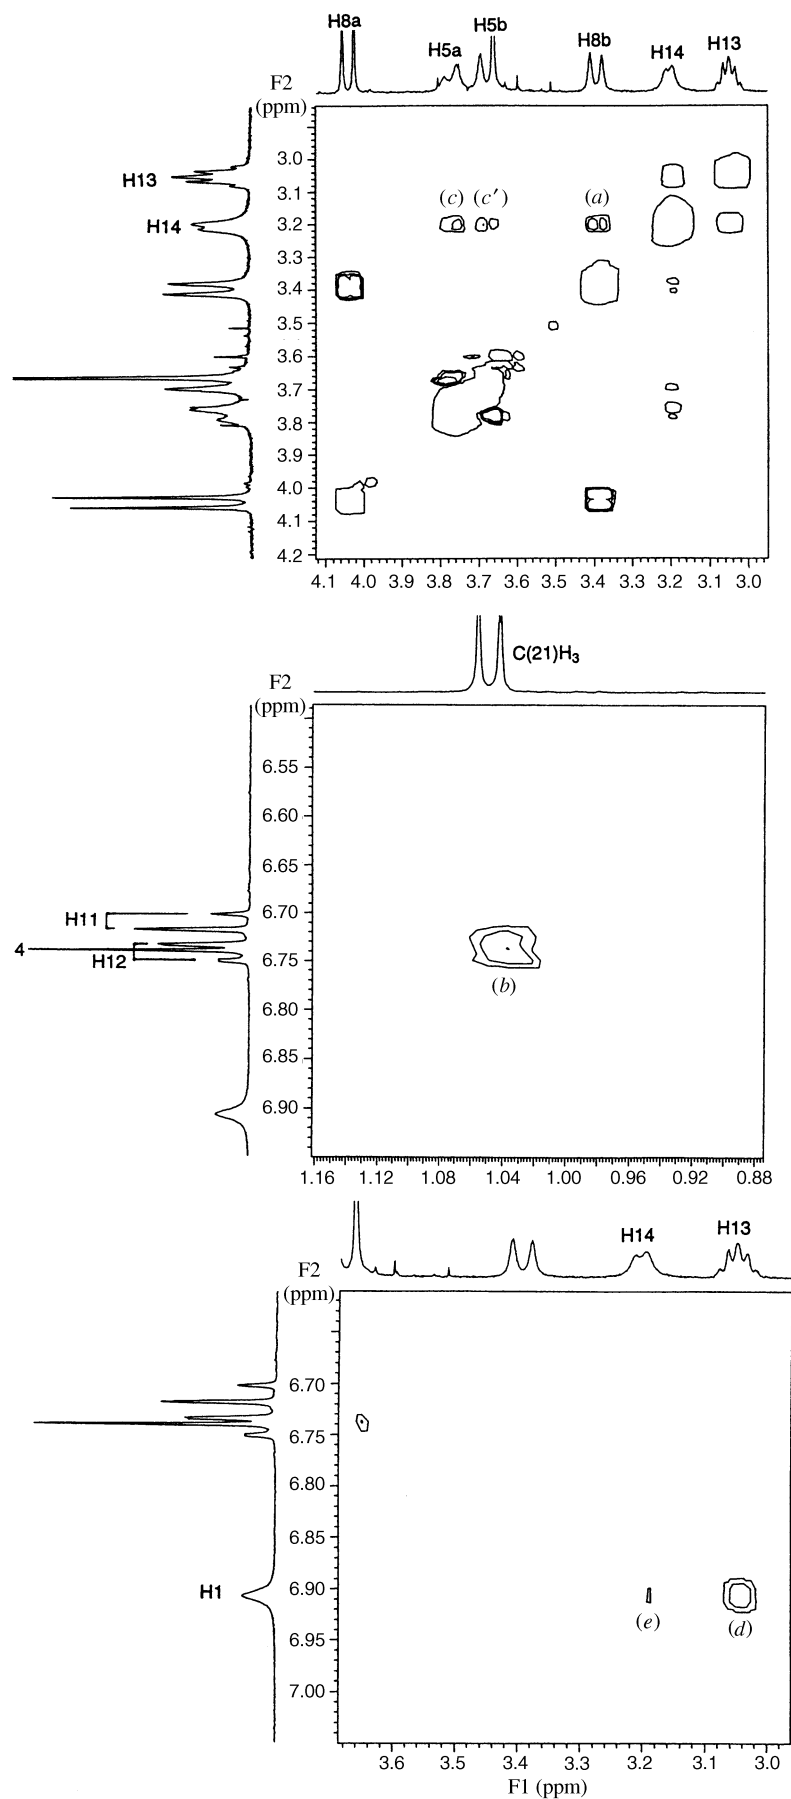 H8a
H5a
H5b
H8b
H14
H13
F2
(ppm)
H13
H14
(c) (c′) (a)
3.0
3.1
3.2
3.3
3.4
3.5
3.6
3.7
3.8
3.9
4.0
4.1
4.2
4.1 4.0 3.9 3.8 3.7 3.6 3.5 3.4 3.3 3.2 3.1 3.0
C(21)H₃
F2
(ppm)
6.55
6.60
6.65
6.70
6.75
6.80
6.85
6.90
H11
4
H12
(b)
1.16 1.12 1.08 1.04 1.00 0.96 0.92 0.88
H14
H13
F2
(ppm)
6.70
6.75
6.80
6.85
6.90
6.95
7.00
H1
(e) (d)
3.6 3.5 3.4 3.3 3.2 3.1 3.0
F1 (ppm)